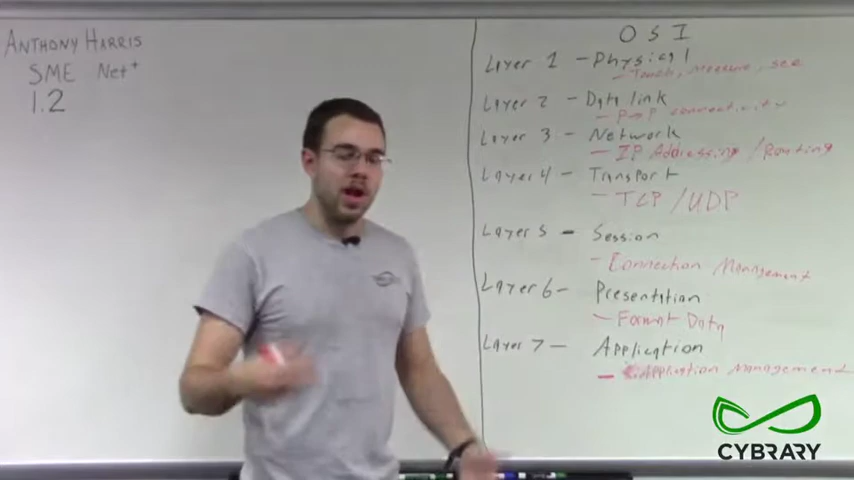 ANTHONY HARRIS
SME Net+
1.2
OSI
Layer 1 - Physical
- Touch, Measure, see
Layer 2 - Data link
- PmP connectivity
Layer 3 - Network
- IP Addressing /Routing
Layer 4 - Transport
- TCP /UDP
Layer 5 - Session
- Connection Management
Layer 6 - Presentation
- Format Data
Layer 7 - Application
- Application Management
CYBRARY